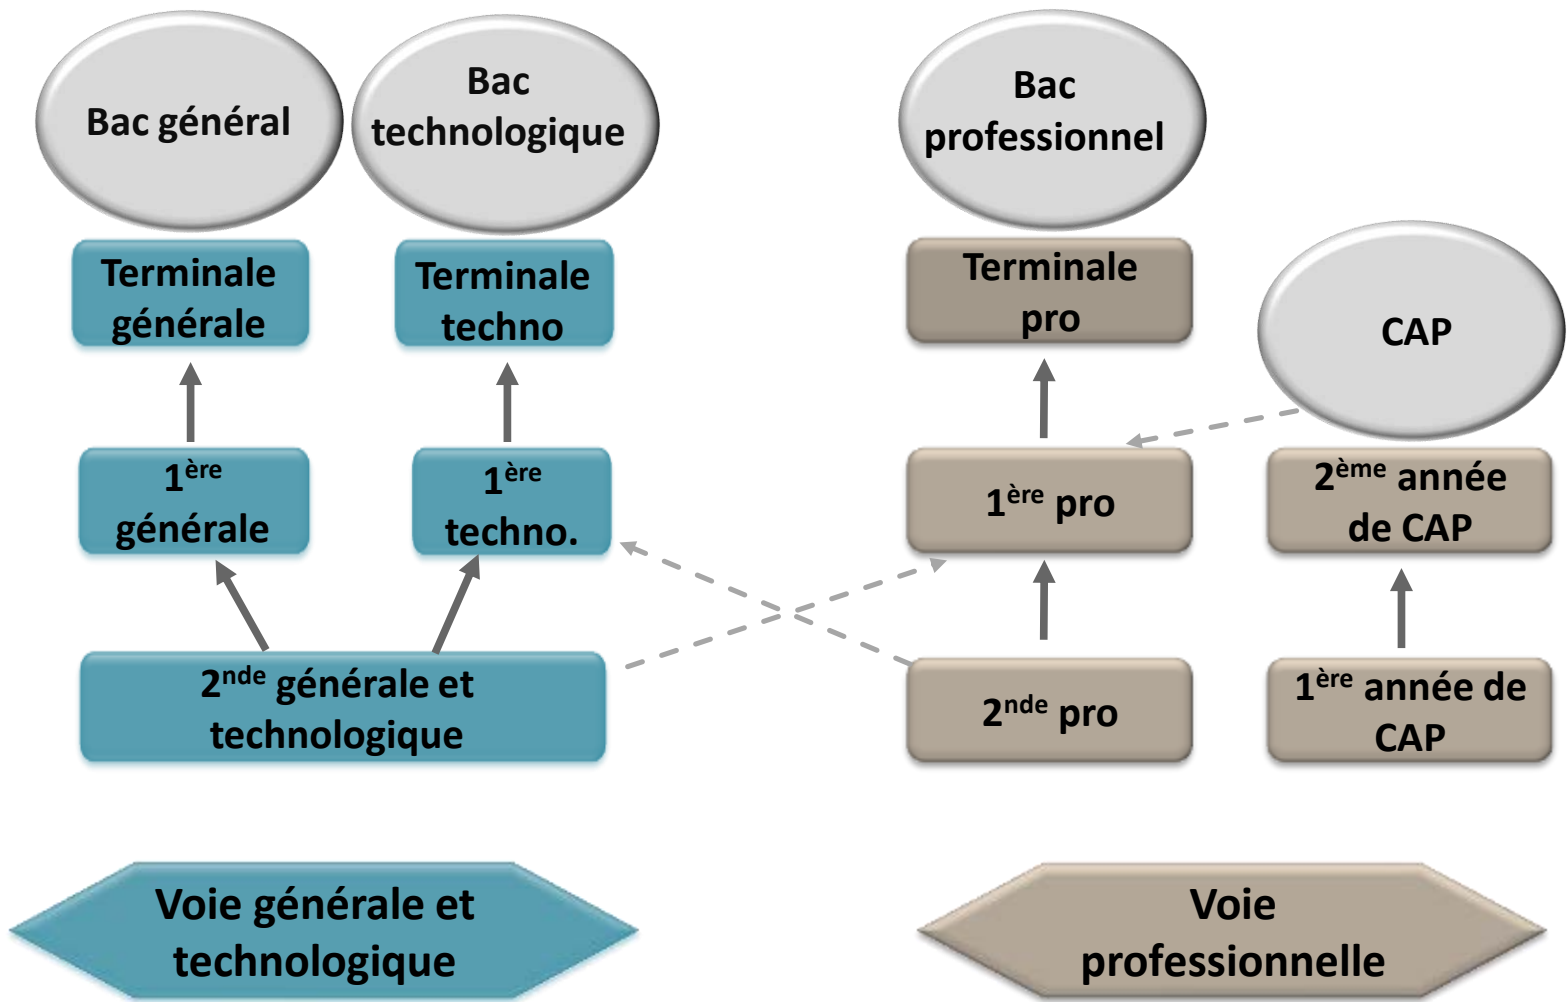 Bac général
Bac
technologique
Bac
professionnel
Terminale
générale
Terminale
techno
Terminale
pro
CAP
1ère
générale
1ère
techno.
1ère pro
2ème année
de CAP
2nde générale et
technologique
2nde pro
1ère année de
CAP
Voie générale et
technologique
Voie
professionnelle